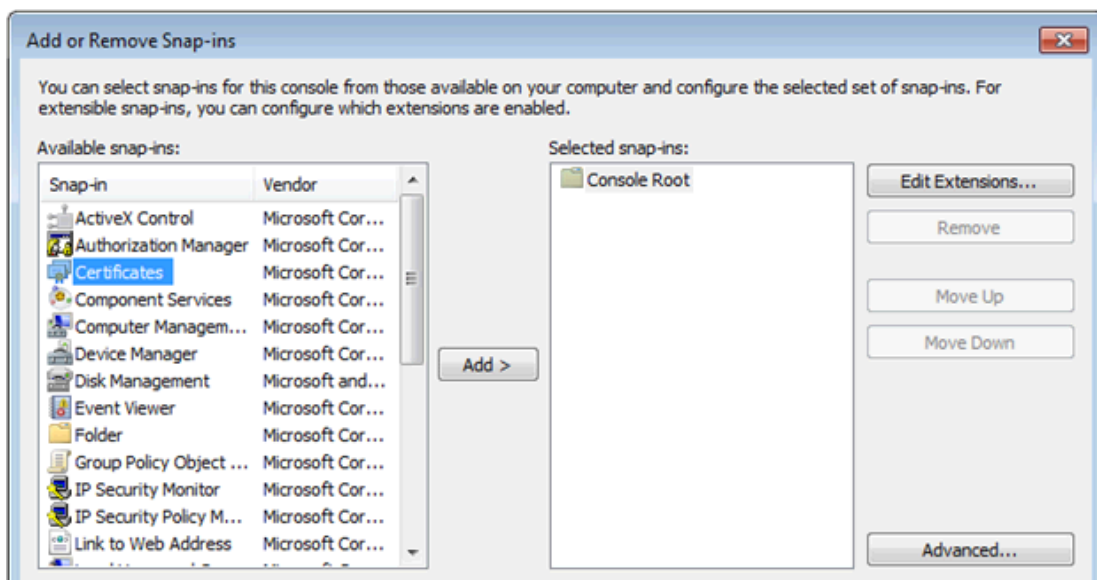 Add or Remove Snap-ins
You can select snap-ins for this console from those available on your computer and configure the selected set of snap-ins. For
extensible snap-ins, you can configure which extensions are enabled.
Available snap-ins:
Snap-in Vendor
ActiveX Control Microsoft Cor...
Authorization Manager Microsoft Cor...
Certificates Microsoft Cor...
Component Services Microsoft Cor...
Computer Managem... Microsoft Cor...
Device Manager Microsoft Cor...
Disk Management Microsoft and...
Event Viewer Microsoft Cor...
Folder Microsoft Cor...
Group Policy Object ... Microsoft Cor...
IP Security Monitor Microsoft Cor...
IP Security Policy M... Microsoft Cor...
Link to Web Address Microsoft Cor...
Add >
Selected snap-ins:
Console Root
Edit Extensions...
Remove
Move Up
Move Down
Advanced...